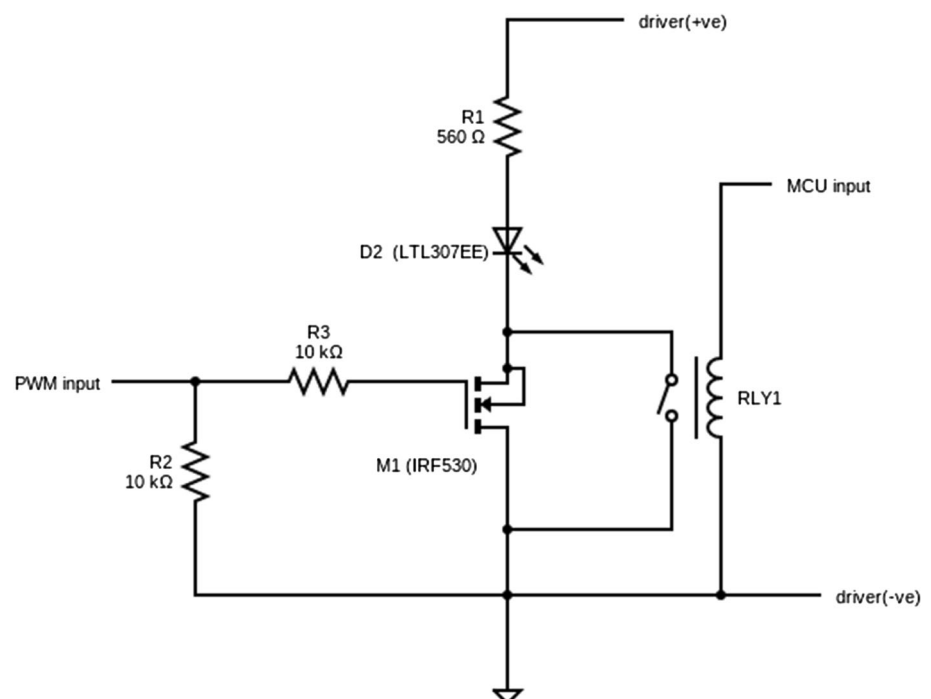 driver(+ve)
R1
560 Ω
MCU input
D2 (LTL307EE)
R3
10 kΩ
PWM input
RLY1
R2
10 kΩ
M1 (IRF530)
driver(-ve)